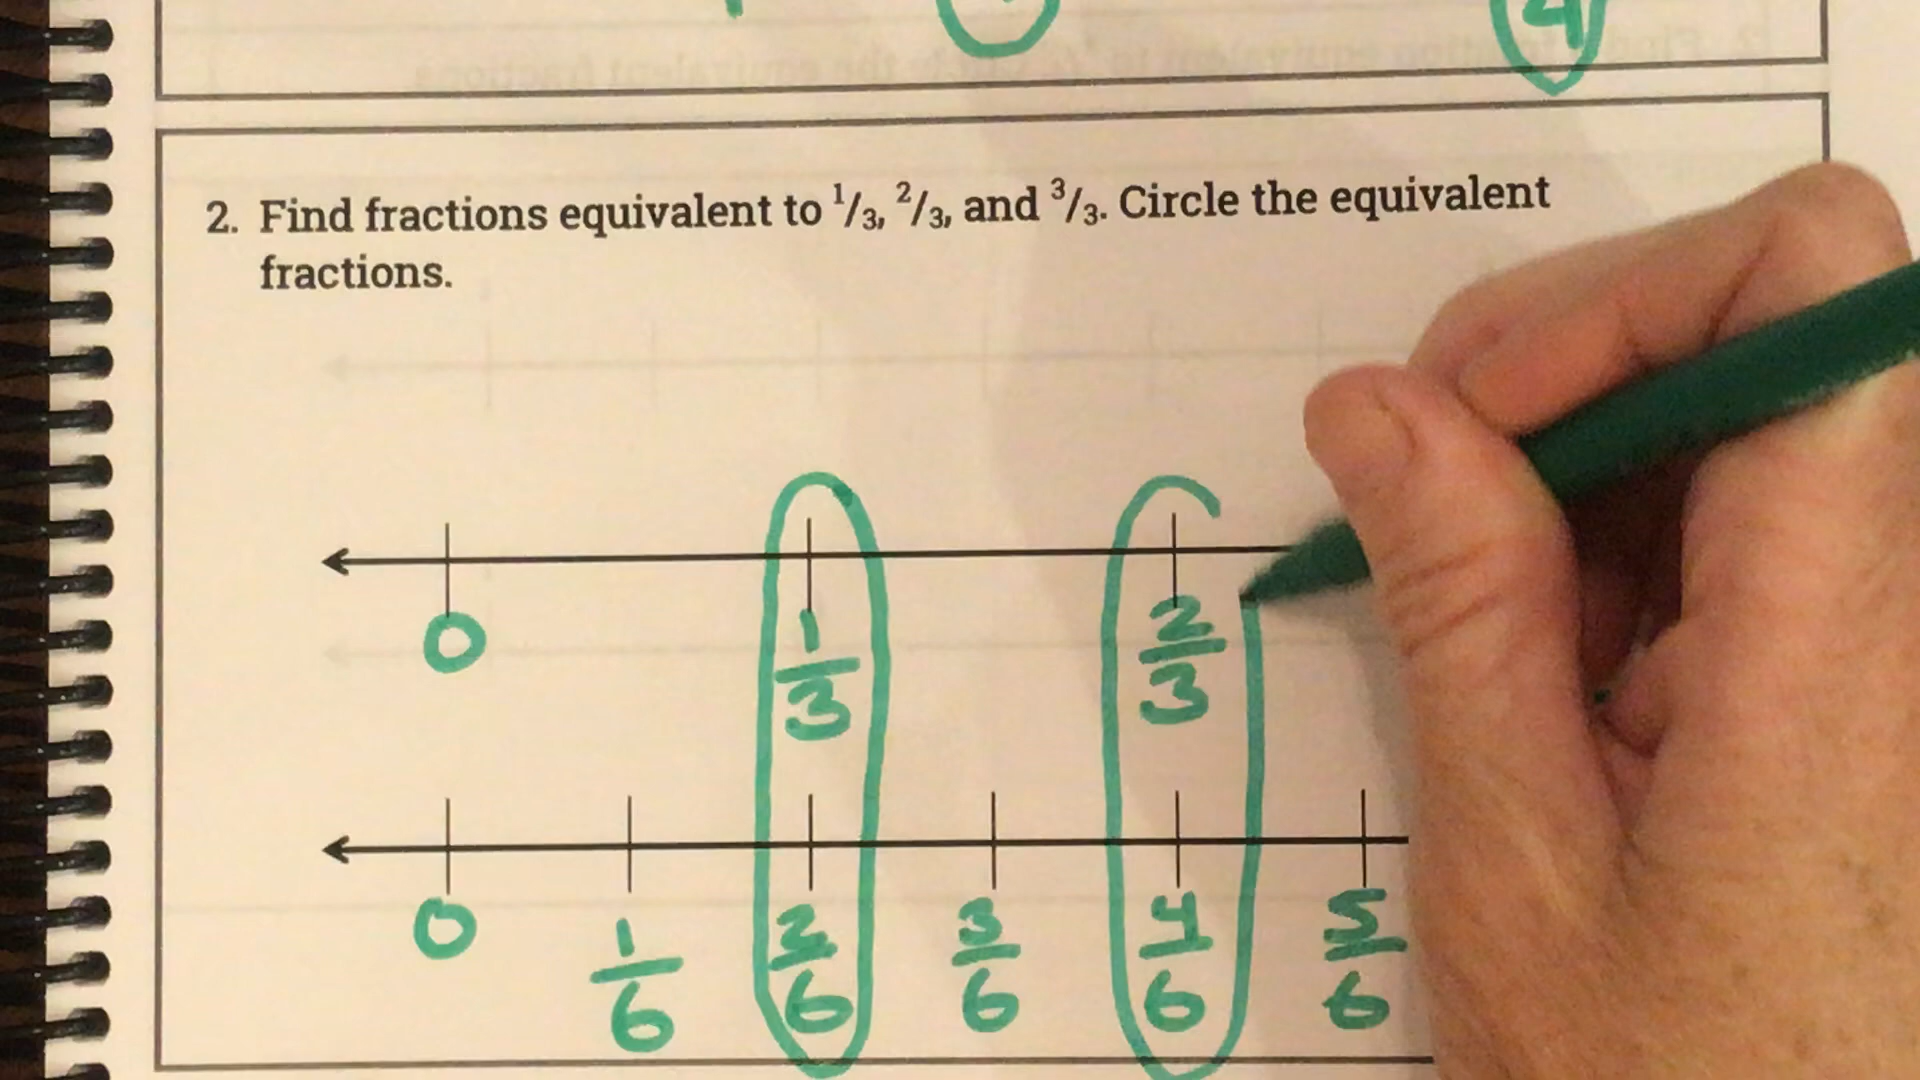 4
2. Find fractions equivalent to 1/3, 2/3, and 3/3. Circle the equivalent
fractions.
0 1/3 2/3
0 1/6 2/6 3/6 4/6 5/6